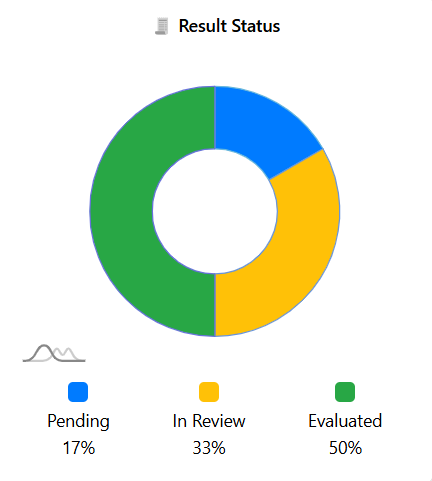 Result Status
Pending
In Review
Evaluated
17%
33%
50%